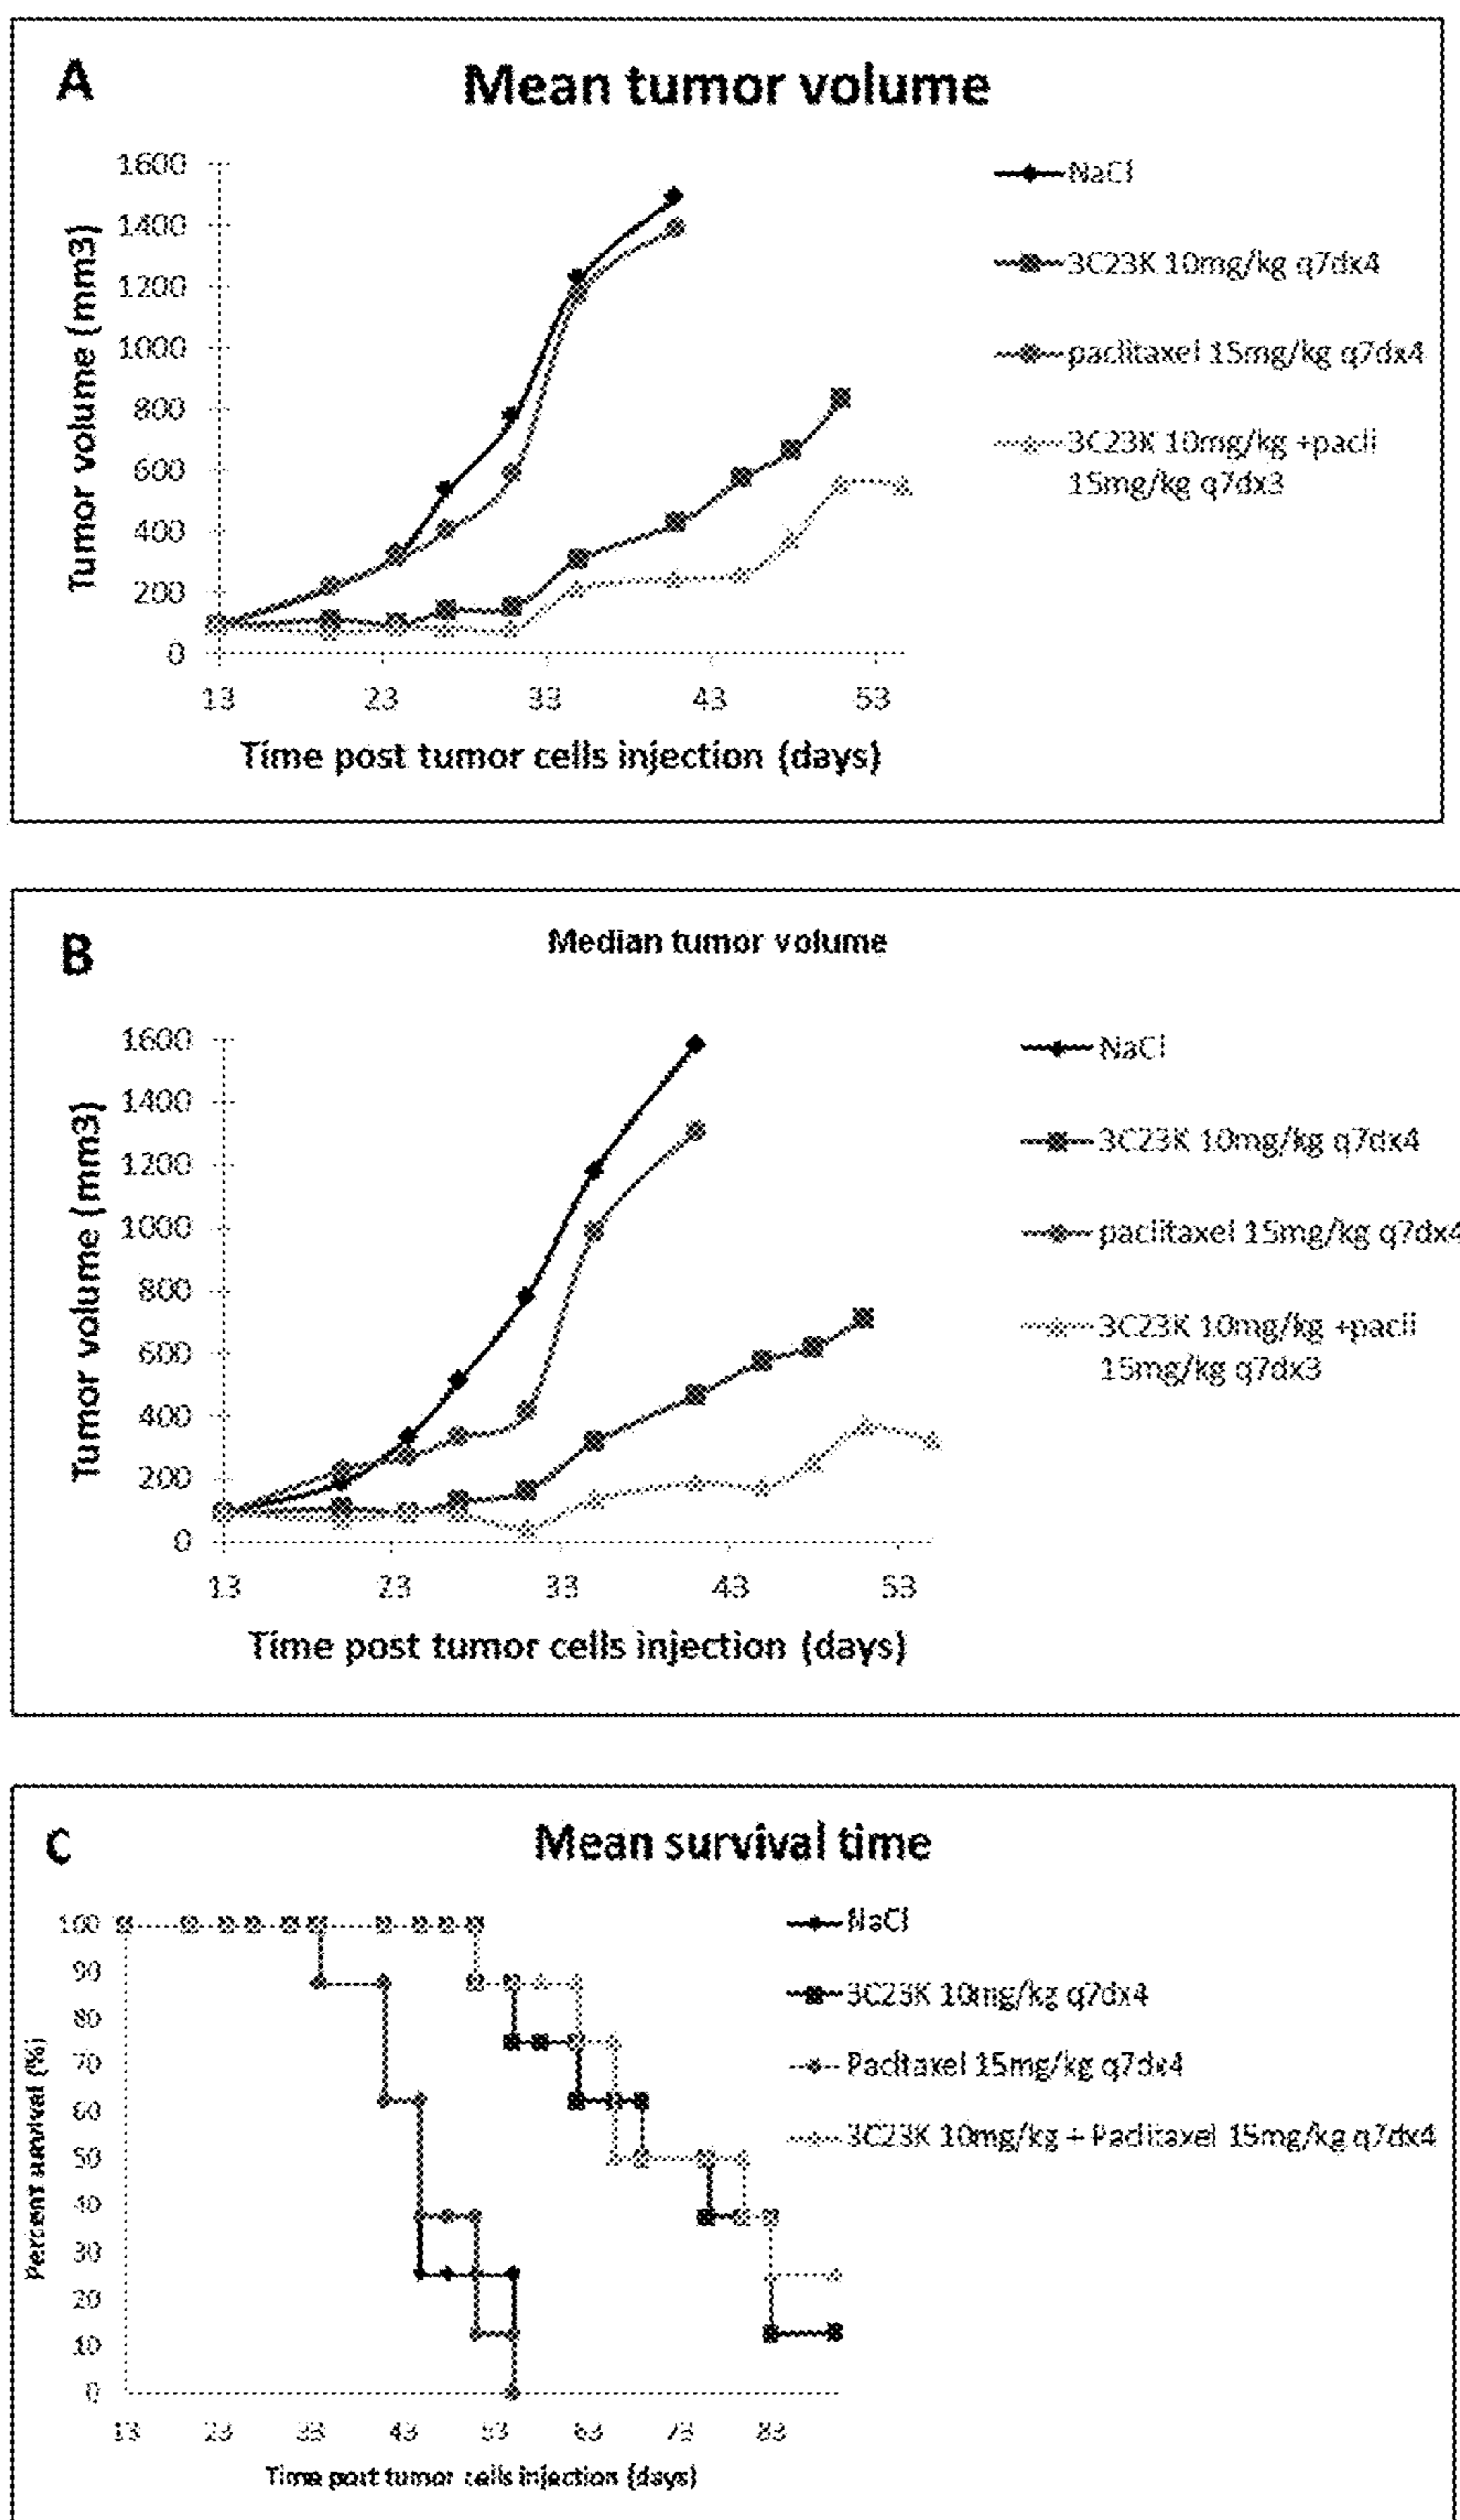 A
Mean tumor volume
1600
1400
1200
1000
800
600
400
200
0
Tumor volume (mm3)
13 23 33 43 53
Time post tumor cells injection (days)
NaCl
3C23K 10mg/kg q7dx4
paclitaxel 15mg/kg q7dx4
3C23K 10mg/kg +pacli
15mg/kg q7dx3
B
Median tumor volume
1600
1400
1200
1000
800
600
400
200
0
Tumor volume (mm3)
13 23 33 43 53
Time post tumor cells injection (days)
NaCl
3C23K 10mg/kg q7dx4
paclitaxel 15mg/kg q7dx4
3C23K 10mg/kg +pacli
15mg/kg q7dx3
C
Mean survival time
100
90
80
70
60
50
40
30
20
10
0
Percent survival (%)
13 23 33 43 53 63 73 83
Time post tumor cells injection (days)
NaCl
3C23K 10mg/kg q7dx4
Paclitaxel 15mg/kg q7dx4
3C23K 10mg/kg + Paclitaxel 15mg/kg q7dx4